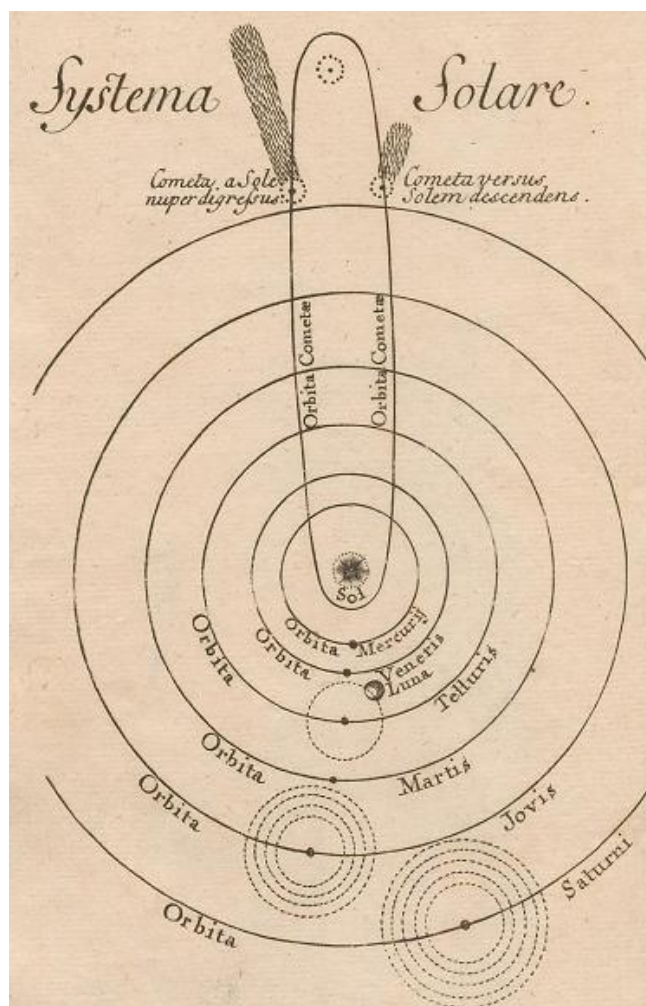 Systema Solare.
Cometa a Sole
nuper digressus
Cometa versus
Solem descendens.
Orbita Cometæ
Orbita Cometæ
Sol
Orbita Mercurij
Orbita Veneris
Luna
Orbita Telluris
Orbita Martis
Orbita Jovis
Orbita Saturni